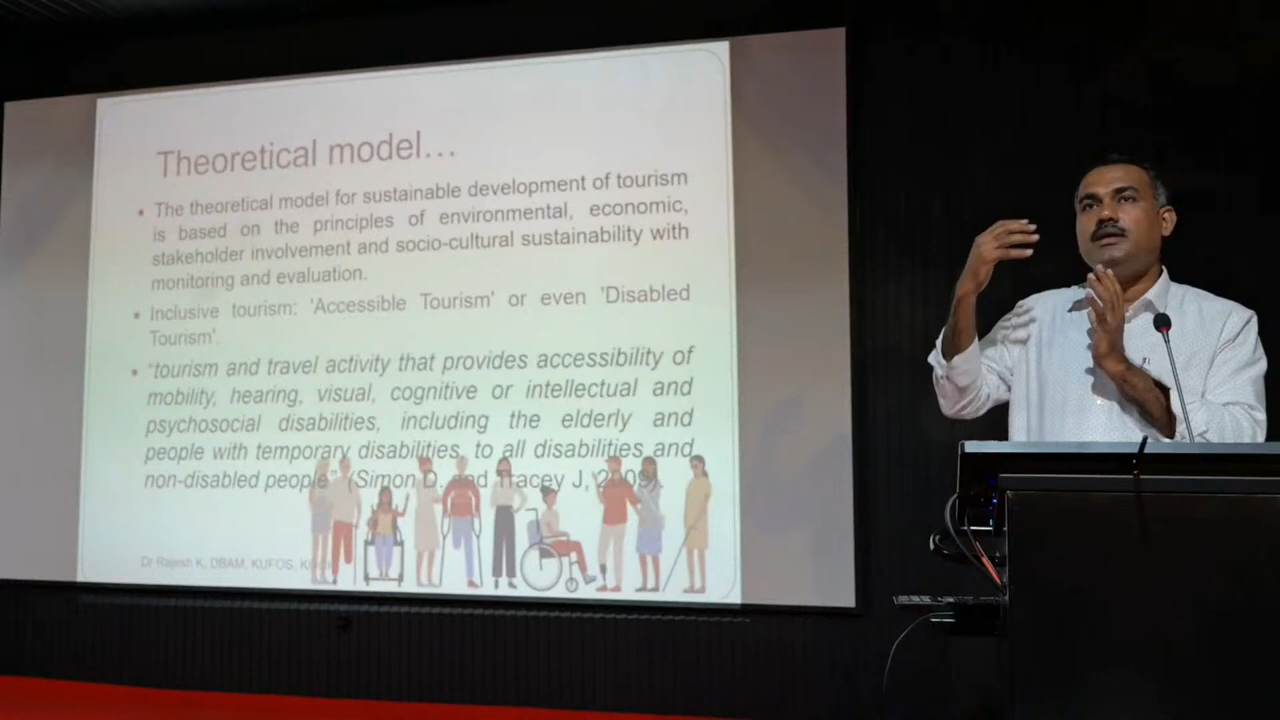 Theoretical model...
• The theoretical model for sustainable development of tourism
is based on the principles of environmental, economic,
stakeholder involvement and socio-cultural sustainability with
monitoring and evaluation.
• Inclusive tourism: 'Accessible Tourism' or even 'Disabled
Tourism'.
• "tourism and travel activity that provides accessibility of
mobility, hearing, visual, cognitive or intellectual and
psychosocial disabilities, including the elderly and
people with temporary disabilities, to all disabilities and
non-disabled people" (Simon D. and Tracey J,
Dr Rajesh K, DBAM, KUFOS,